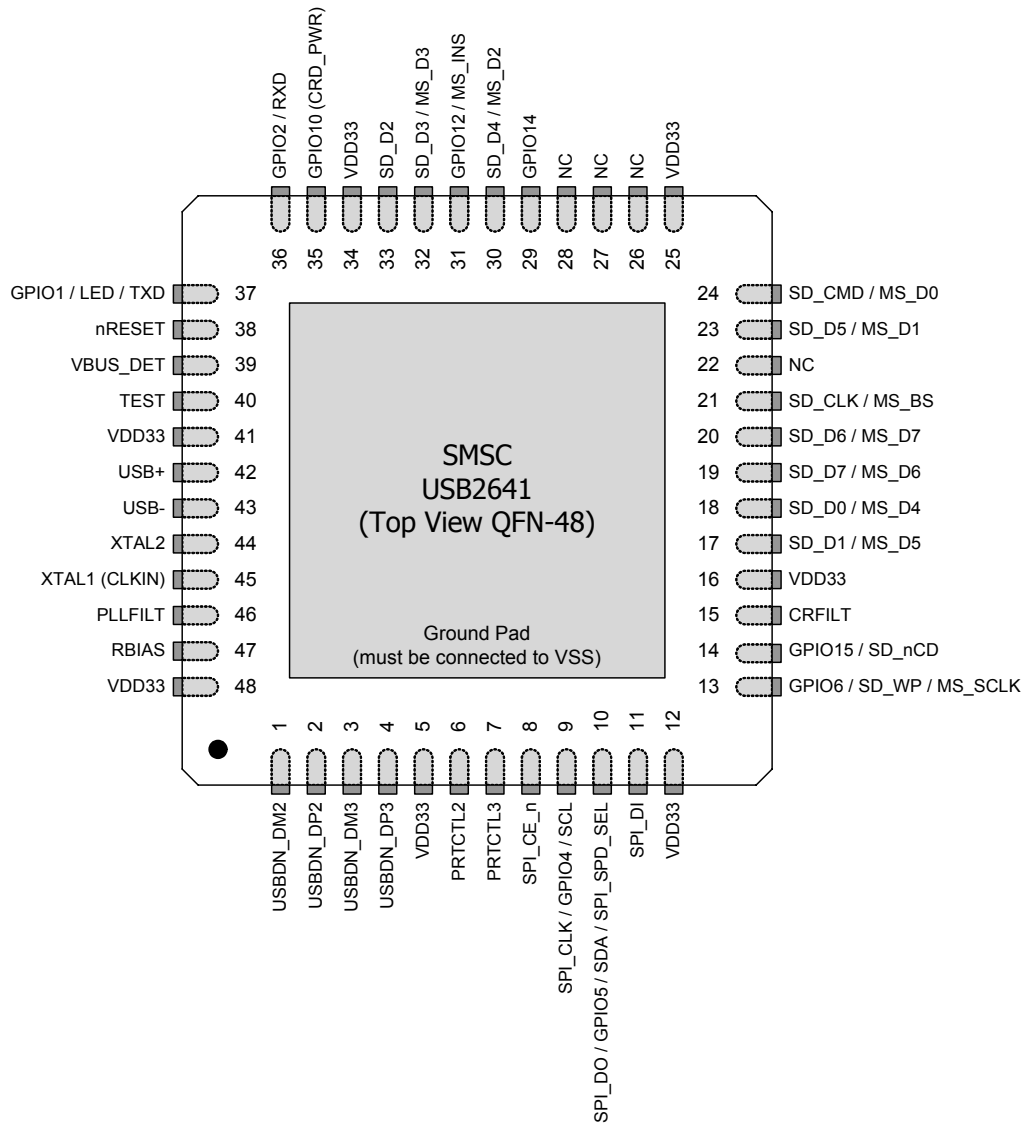 GPIO2 / RXD
GPIO10 (CRD_PWR)
VDD33
SD_D2
SD_D3 / MS_D3
GPIO12 / MS_INS
SD_D4 / MS_D2
GPIO14
NC
NC
NC
VDD33
36
35
34
33
32
31
30
29
28
27
26
25
GPIO1 / LED / TXD 37
nRESET 38
VBUS_DET 39
TEST 40
VDD33 41
USB+ 42
USB- 43
XTAL2 44
XTAL1 (CLKIN) 45
PLLFILT 46
RBIAS 47
VDD33 48
SMSC
USB2641
(Top View QFN-48)
Ground Pad
(must be connected to VSS)
24 SD_CMD / MS_D0
23 SD_D5 / MS_D1
22 NC
21 SD_CLK / MS_BS
20 SD_D6 / MS_D7
19 SD_D7 / MS_D6
18 SD_D0 / MS_D4
17 SD_D1 / MS_D5
16 VDD33
15 CRFILT
14 GPIO15 / SD_nCD
13 GPIO6 / SD_WP / MS_SCLK
1
2
3
4
5
6
7
8
9
10
11
12
USBDN_DM2
USBDN_DP2
USBDN_DM3
USBDN_DP3
VDD33
PRTCTL2
PRTCTL3
SPI_CE_n
SPI_CLK / GPIO4 / SCL
SPI_DO / GPIO5 / SDA / SPI_SPD_SEL
SPI_DI
VDD33